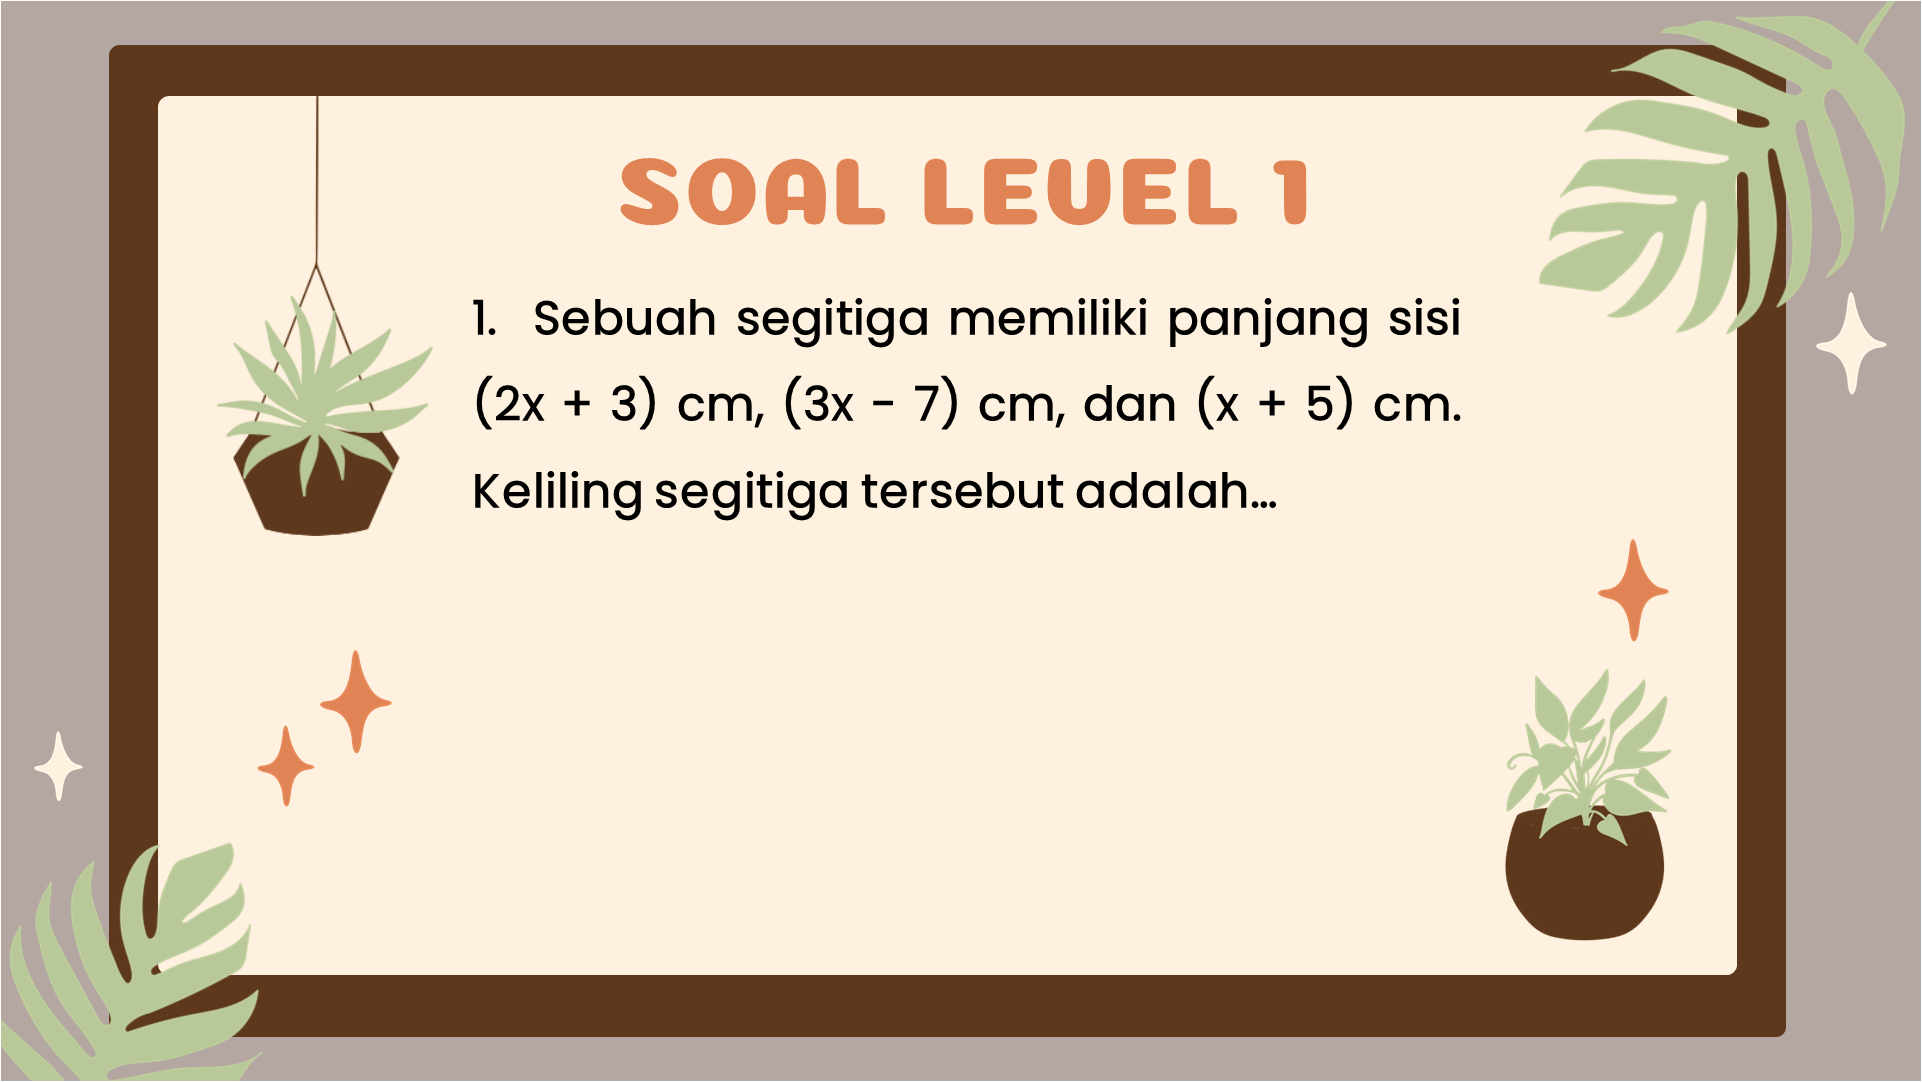 SOAL LEVEL 1
1. Sebuah segitiga memiliki panjang sisi
(2x + 3) cm, (3x - 7) cm, dan (x + 5) cm.
Keliling segitiga tersebut adalah...